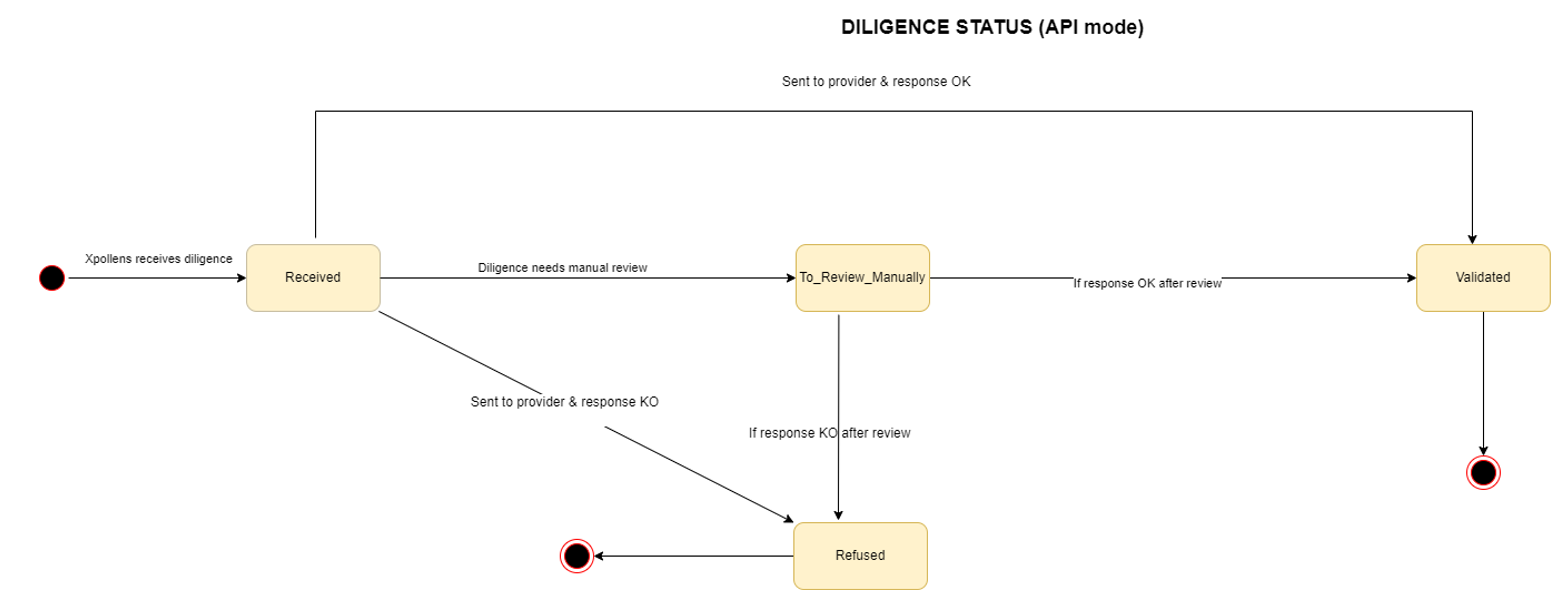 DILIGENCE STATUS (API mode)
Sent to provider & response OK
Xpollens receives diligence
Received
Diligence needs manual review
To_Review_Manually
If response OK after review
Validated
Sent to provider & response KO
If response KO after review
Refused